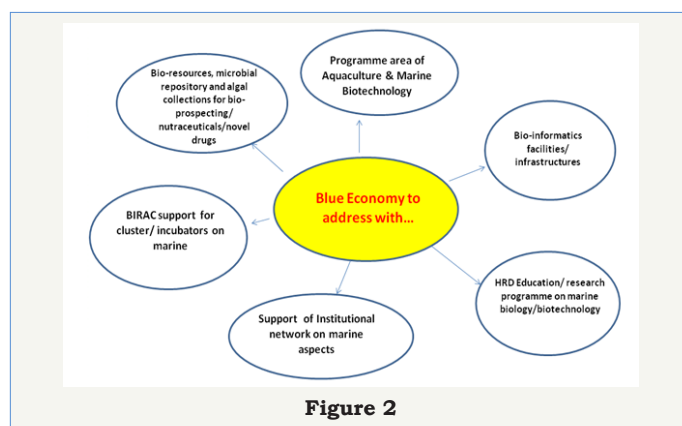 Programme area of
Aquaculture & Marine
Biotechnology
Bio-resources, microbial
repository and algal
collections for bio-
prospecting/
nutraceuticals/novel
drugs
Bio-informatics
facilities/
infrastructures
Blue Economy to
address with...
BIRAC support for
cluster/ incubators on
marine
HRD Education/ research
programme on marine
biology/biotechnology
Support of Institutional
network on marine
aspects
Figure 2